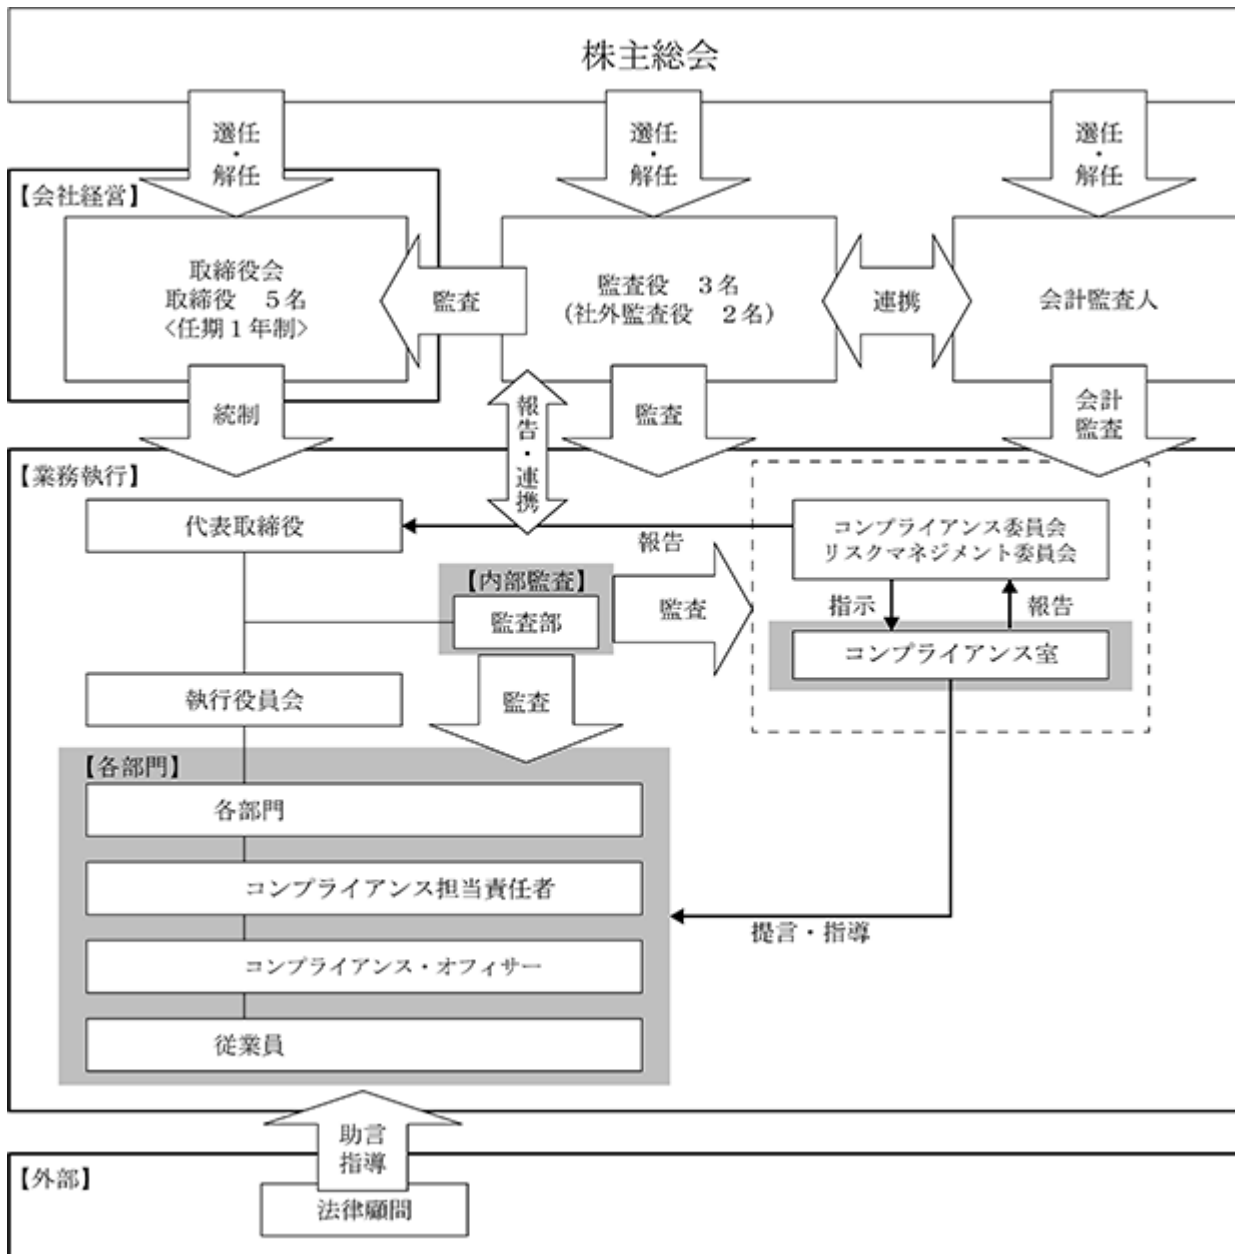 株主総会
選任
・
解任
選任
・
解任
選任
・
解任
【会社経営】
取締役会
取締役　５名
<任期１年制>
監査
監査役　３名
(社外監査役　２名)
連携
会計監査人
統制
報告・連携
監査
会計
監査
【業務執行】
代表取締役
報告
コンプライアンス委員会
リスクマネジメント委員会
【内部監査】
監査部
監査
指示
報告
コンプライアンス室
執行役員会
監査
【各部門】
各部門
コンプライアンス担当責任者
提言・指導
コンプライアンス・オフィサー
従業員
助言
指導
【外部】
法律顧問